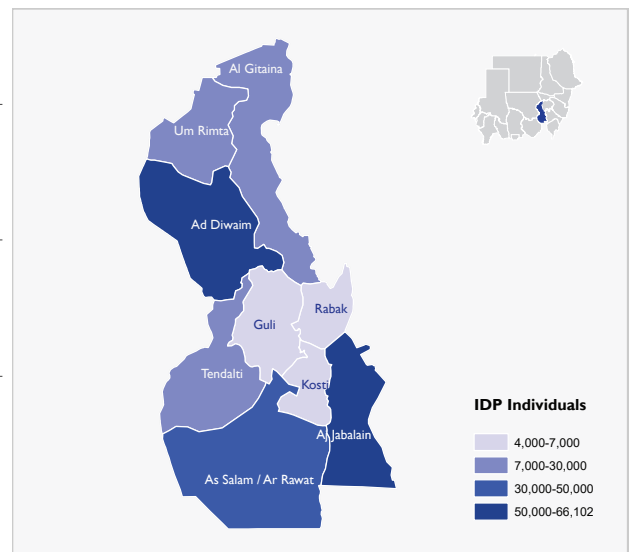 Al Gitaina
Um Rimta
Ad Diwaim
Rabak
Guli
Tendalti
Kosti
Aj Jabalain
As Salam / Ar Rawat
IDP Individuals
4,000-7,000
7,000-30,000
30,000-50,000
50,000-66,102